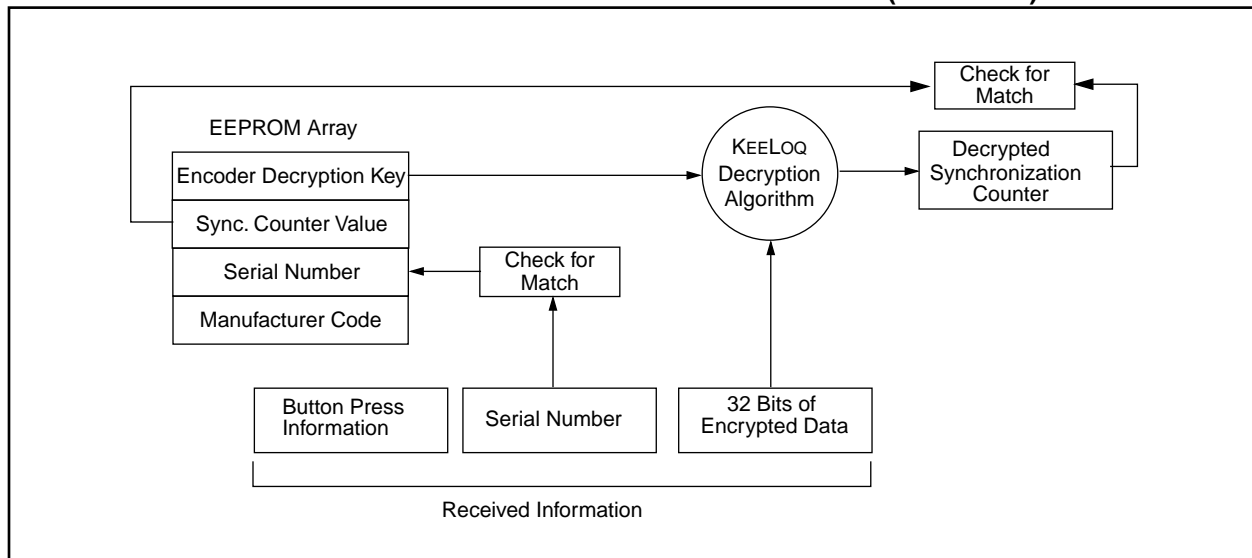 Check for
Match
EEPROM Array
KEELOQ
Decryption
Algorithm
Decrypted
Synchronization
Counter
Encoder Decryption Key
Sync. Counter Value
Serial Number
Manufacturer Code
Check for
Match
Button Press
Information
Serial Number
32 Bits of
Encrypted Data
Received Information